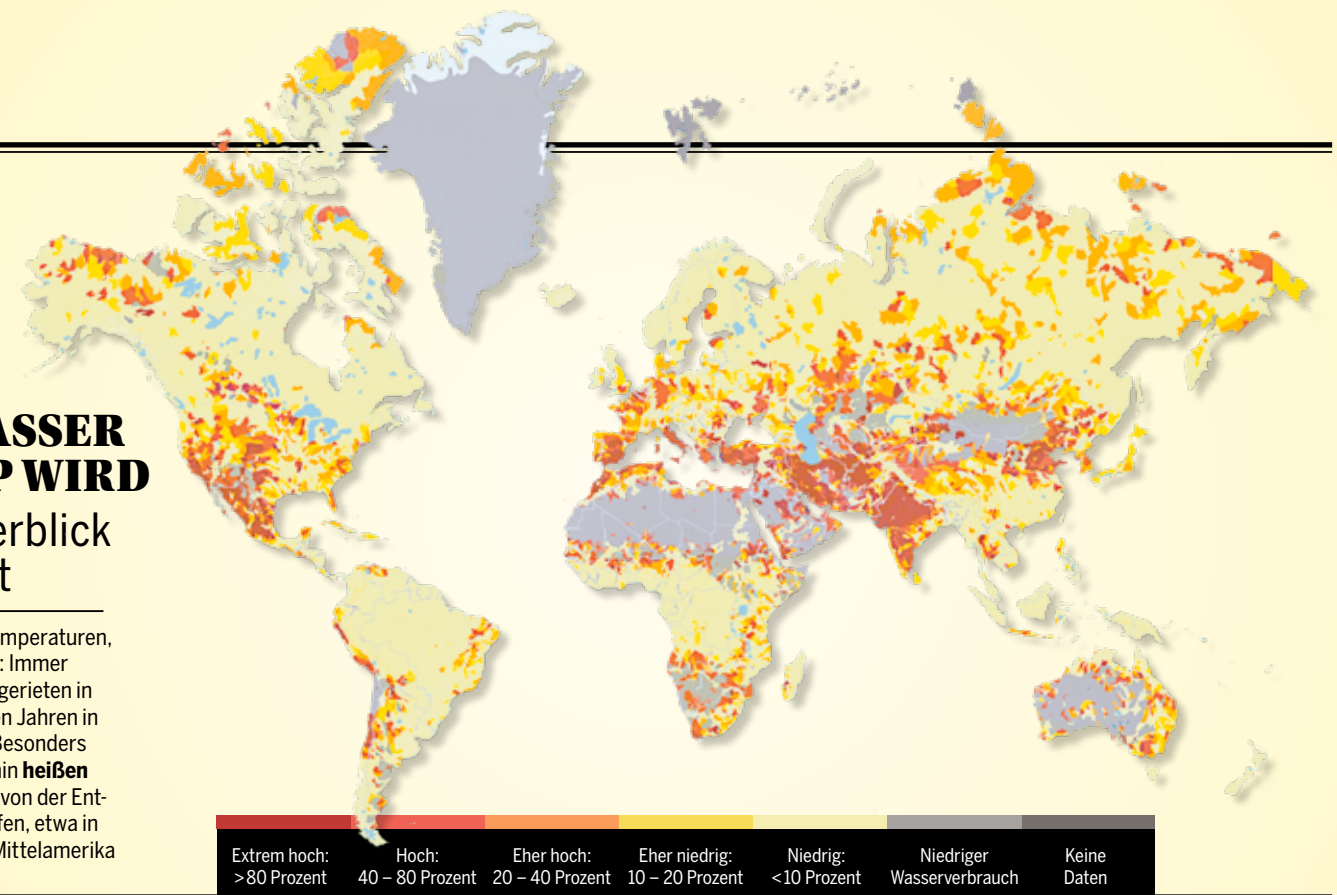 ASSER
P WIRD
erblick
t
mperaturen,
: Immer
gerieten in
en Jahren in
Besonders
in heißen
von der Ent-
fen, etwa in
Mittelamerika
Extrem hoch:
>80 Prozent
Hoch:
40 – 80 Prozent
Eher hoch:
20 – 40 Prozent
Eher niedrig:
10 – 20 Prozent
Niedrig:
<10 Prozent
Niedriger
Wasserverbrauch
Keine
Daten